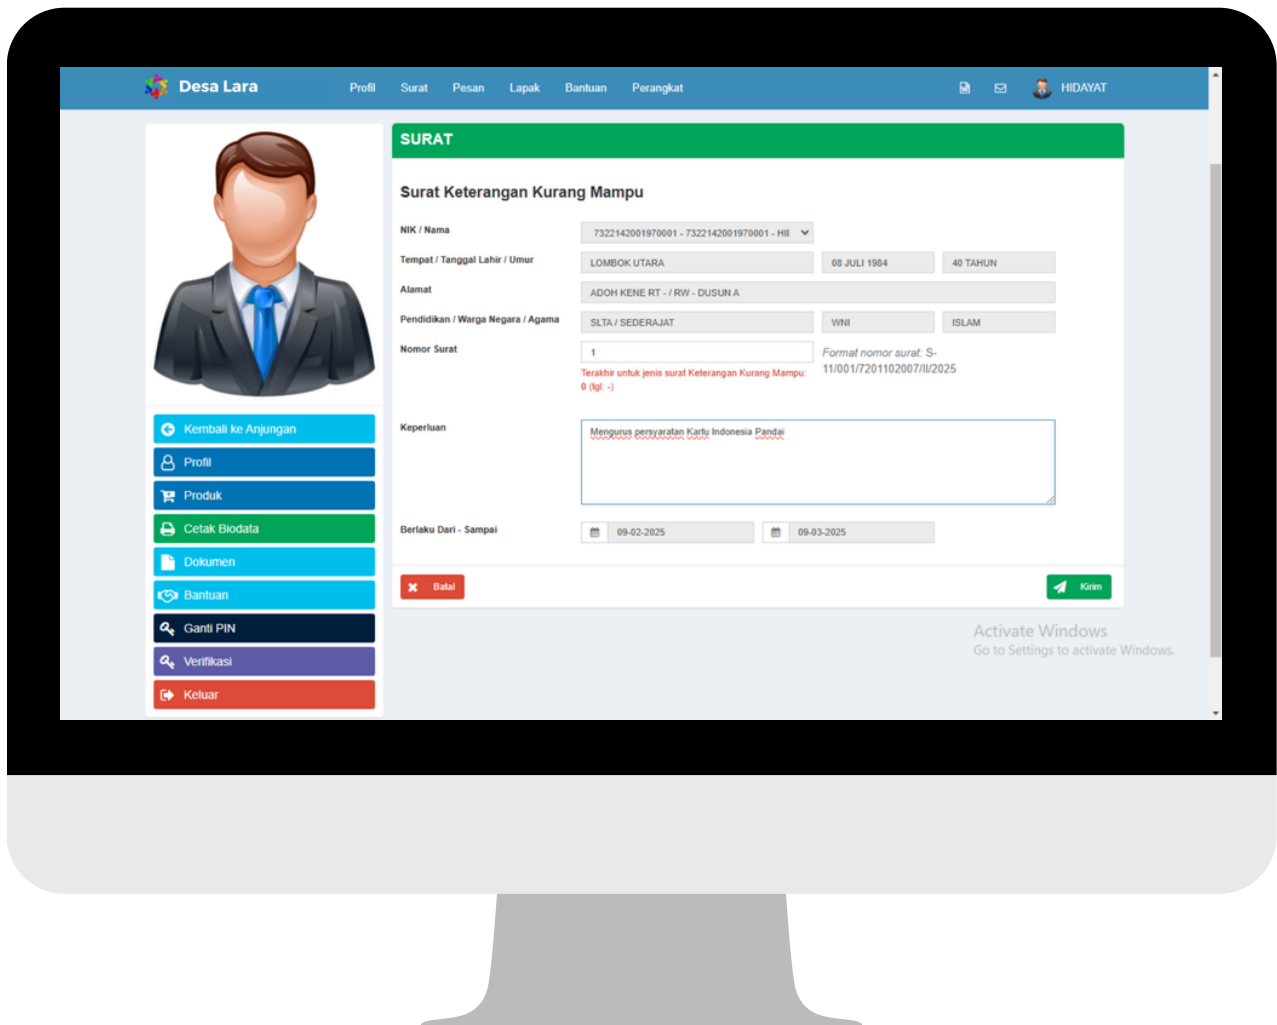 Desa Lara
Profil Surat Pesan Lapak Bantuan Perangkat
HIDAYAT
SURAT
Surat Keterangan Kurang Mampu
NIK / Nama
7322142001970001 - 7322142001970001 - HII
Tempat / Tanggal Lahir / Umur
LOMBOK UTARA
08 JULI 1984
40 TAHUN
Alamat
ADOH KENE RT - / RW - DUSUN A
Pendidikan / Warga Negara / Agama
SLTA / SEDERAJAT
WNI
ISLAM
Nomor Surat
1
Terakhir untuk jenis surat Keterangan Kurang Mampu:
0 (tgl: -)
Format nomor surat: S-
11/001/7201102007/II/2025
Keperluan
Mengurus persyaratan Kartu Indonesia Pandai
Berlaku Dari - Sampai
09-02-2025
09-03-2025
Batal
Kirim
Kembali ke Anjungan
Profil
Produk
Cetak Biodata
Dokumen
Bantuan
Ganti PIN
Verifikasi
Keluar
Activate Windows
Go to Settings to activate Windows.